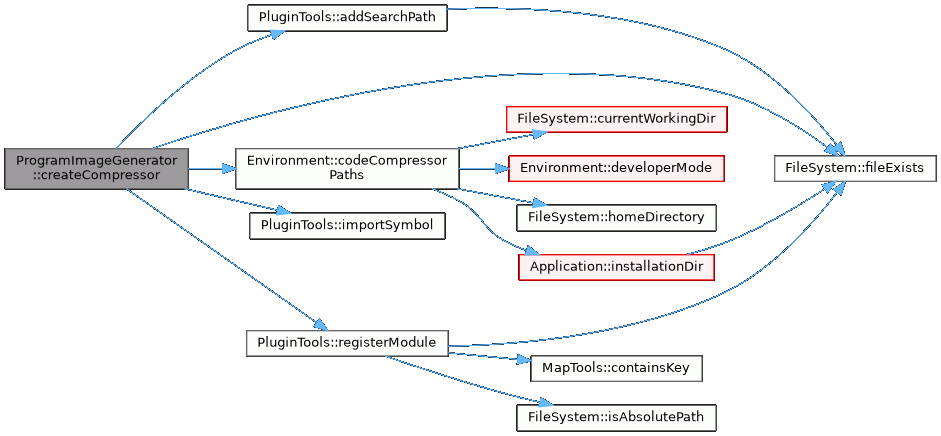 PluginTools::addSearchPath
FileSystem::currentWorkingDir
ProgramImageGenerator
::createCompressor
Environment::codeCompressor
Paths
Environment::developerMode
FileSystem::fileExists
FileSystem::homeDirectory
PluginTools::importSymbol
Application::installationDir
PluginTools::registerModule
MapTools::containsKey
FileSystem::isAbsolutePath